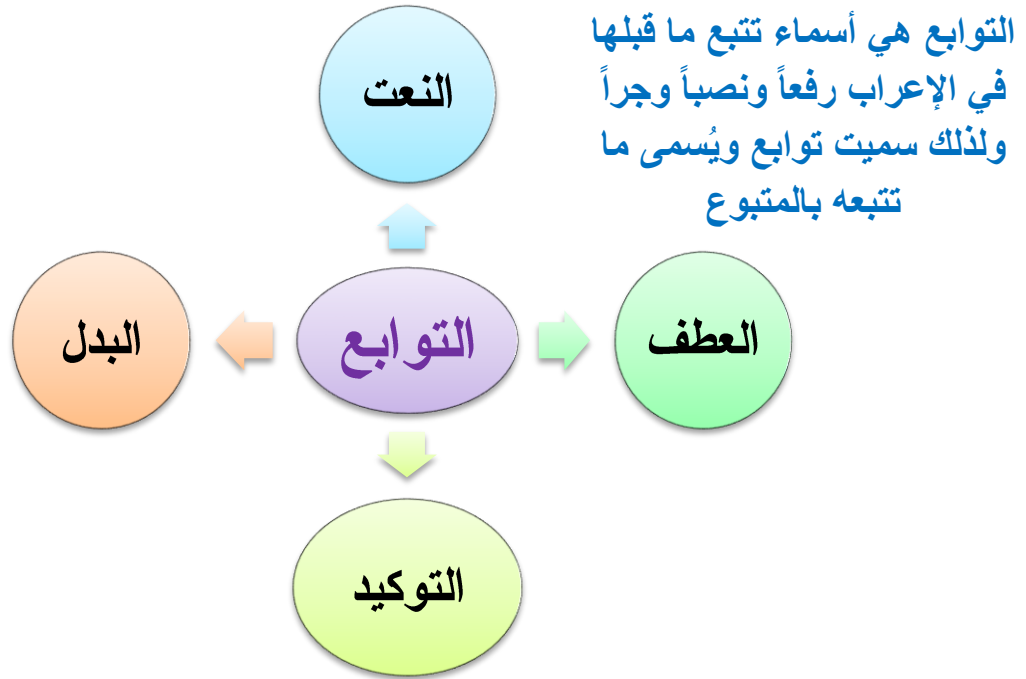 التوابع هي أسماء تتبع ما قبلها
في الإعراب رفعاً ونصباً وجراً
ولذلك سميت توابع ويُسمى ما
تتبعه بالمتبوع
النعت
العطف
التوابع
البدل
التوكيد